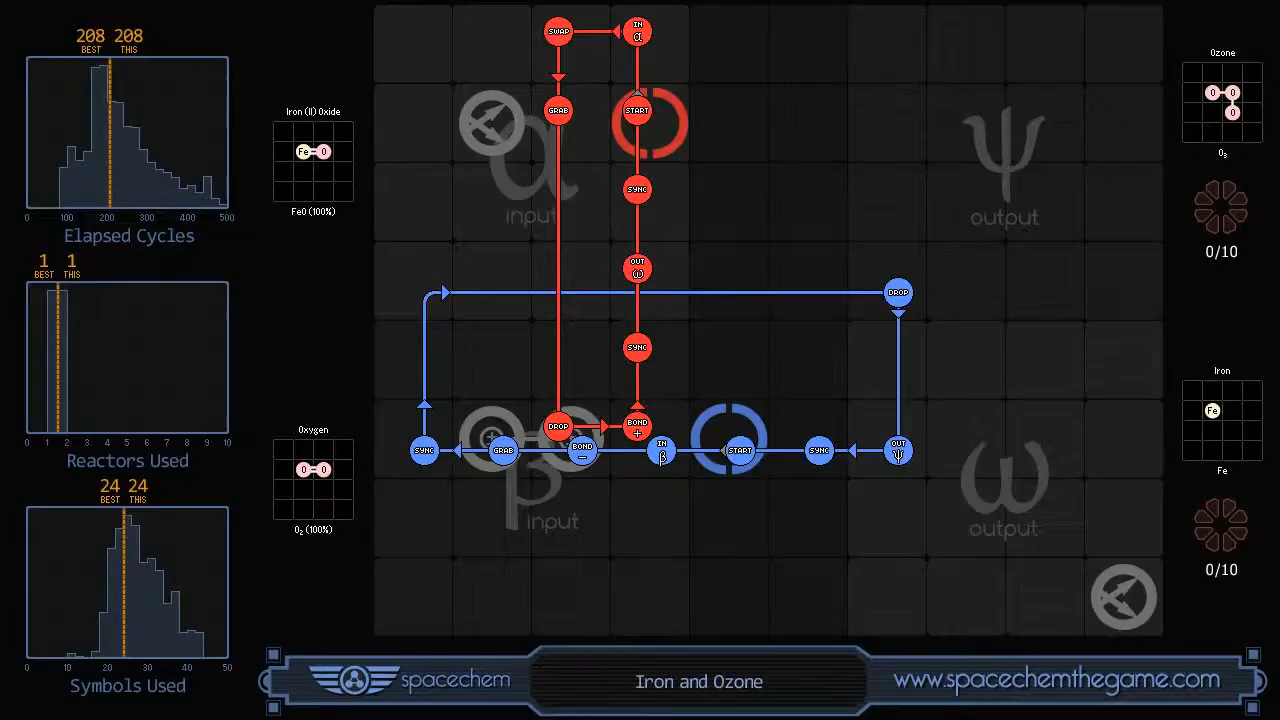 208 208
BEST THIS
0 100 200 300 400 500
Elapsed Cycles
1 1
BEST THIS
0 1 2 3 4 5 6 7 8 9 10
Reactors Used
24 24
BEST THIS
0 10 20 30 40 50
Symbols Used
Iron (II) Oxide
Fe=O
FeO (100%)
Oxygen
O=O
O₂ (100%)
SWAP
IN α
GRAB
START
SYNC
OUT ω
SYNC
DROP
BOND +
DROP
SYNC
GRAB
BOND −
IN β
START
SYNC
OUT ψ
α
input
β
input
ψ
output
ω
output
Ozone
O O
O
O₃
0/10
Iron
Fe
Fe
0/10
spacechem
Iron and Ozone
www.spacechemthegame.com